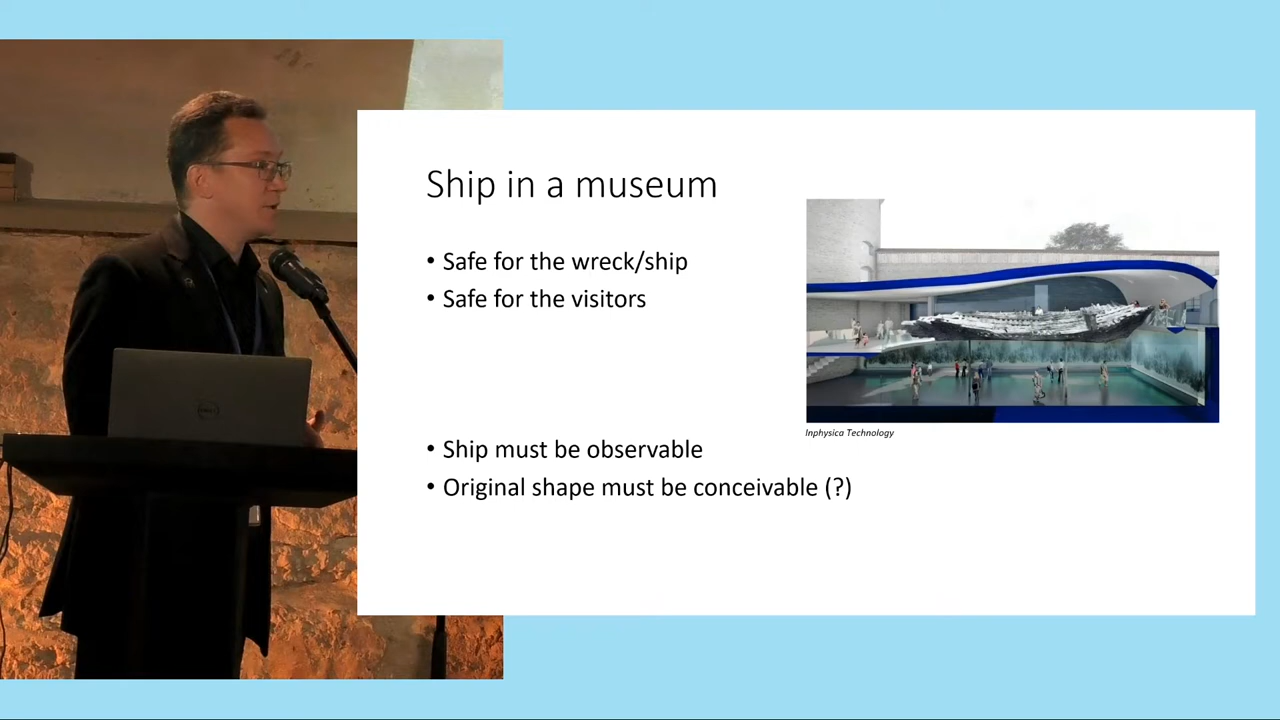 Ship in a museum
• Safe for the wreck/ship
• Safe for the visitors
Inphysica Technology
• Ship must be observable
• Original shape must be conceivable (?)
DELL